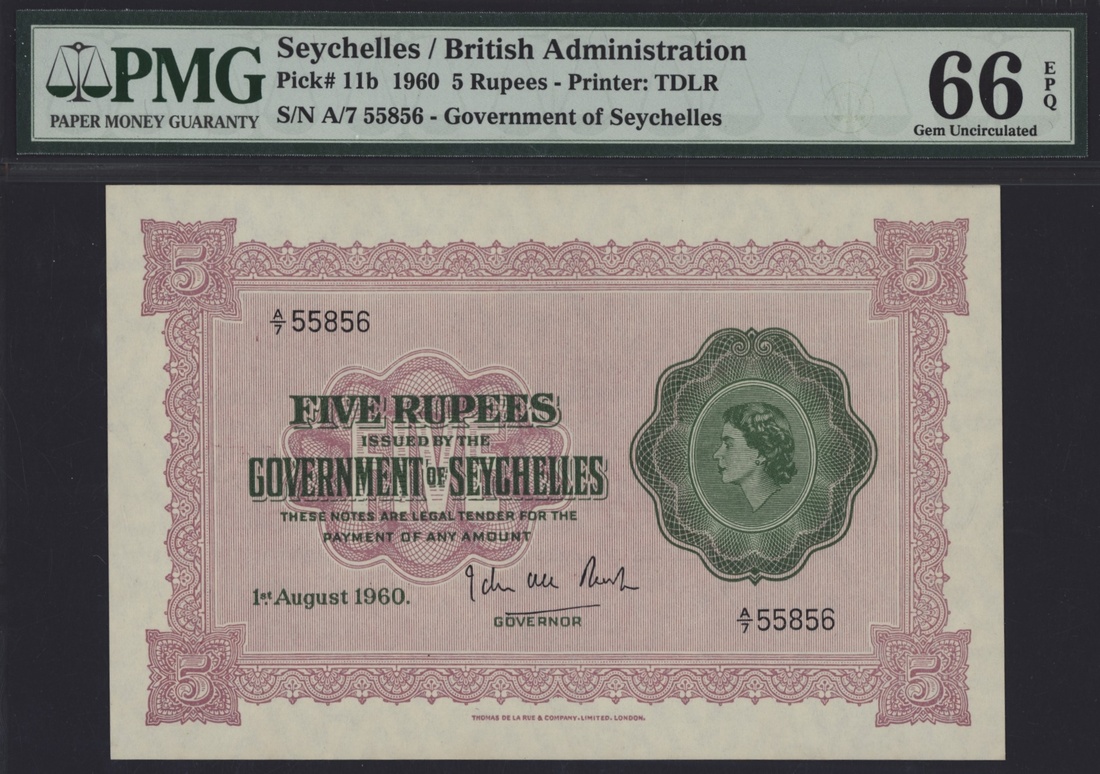 PMG
PAPER MONEY GUARANTY
Seychelles / British Administration
Pick# 11b 1960 5 Rupees - Printer: TDLR
S/N A/7 55856 - Government of Seychelles
66
EPQ
Gem Uncirculated
5
5
A/7 55856
FIVE RUPEES
ISSUED BY THE
FIVE
GOVERNMENT OF SEYCHELLES
THESE NOTES ARE LEGAL TENDER FOR THE
PAYMENT OF ANY AMOUNT
1st August 1960.
GOVERNOR
A/7 55856
5
5
THOMAS DE LA RUE & COMPANY, LIMITED, LONDON.